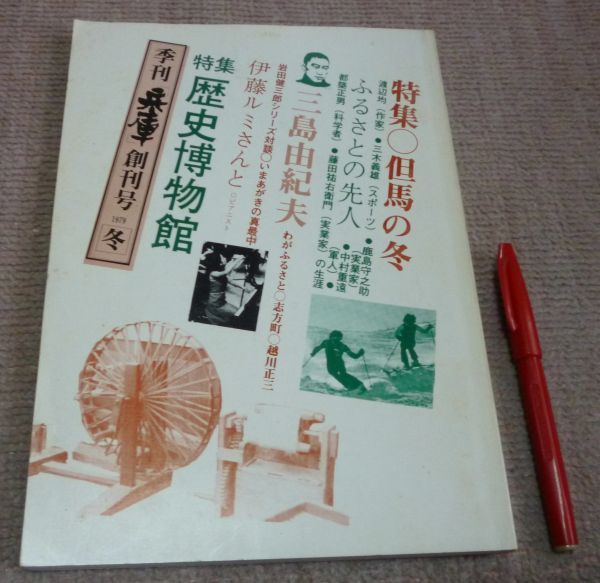 特集○但馬の冬
渡辺均（作家）●三木義雄（スポーツ）●鹿島守之助（実業家）●中村重遠（軍人）●
都築正男（科学者）●藤田祐右衛門（実業家）の生涯
ふるさとの先人
三島由紀夫 わがふるさと○志方町○越川正三
岩田健三郎シリーズ対談○いまあがきの真最中
伊藤ルミさんと○ピアニスト
特集 歴史博物館
季刊 兵庫 創刊号 1979 冬